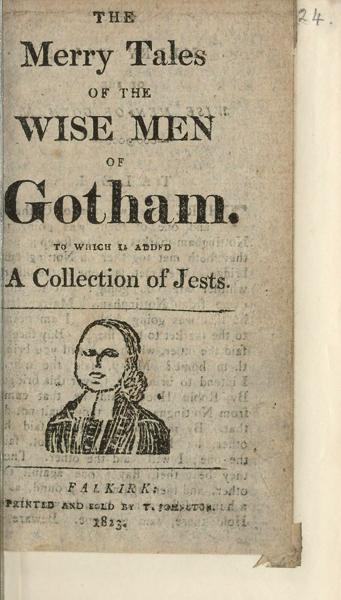 24.
THE
Merry Tales
OF THE
WISE MEN
OF
Gotham.
TO WHICH IS ADDED
A Collection of Jests.
FALKIRK:
PRINTED AND SOLD BY T. JOHNSTON.
1823.